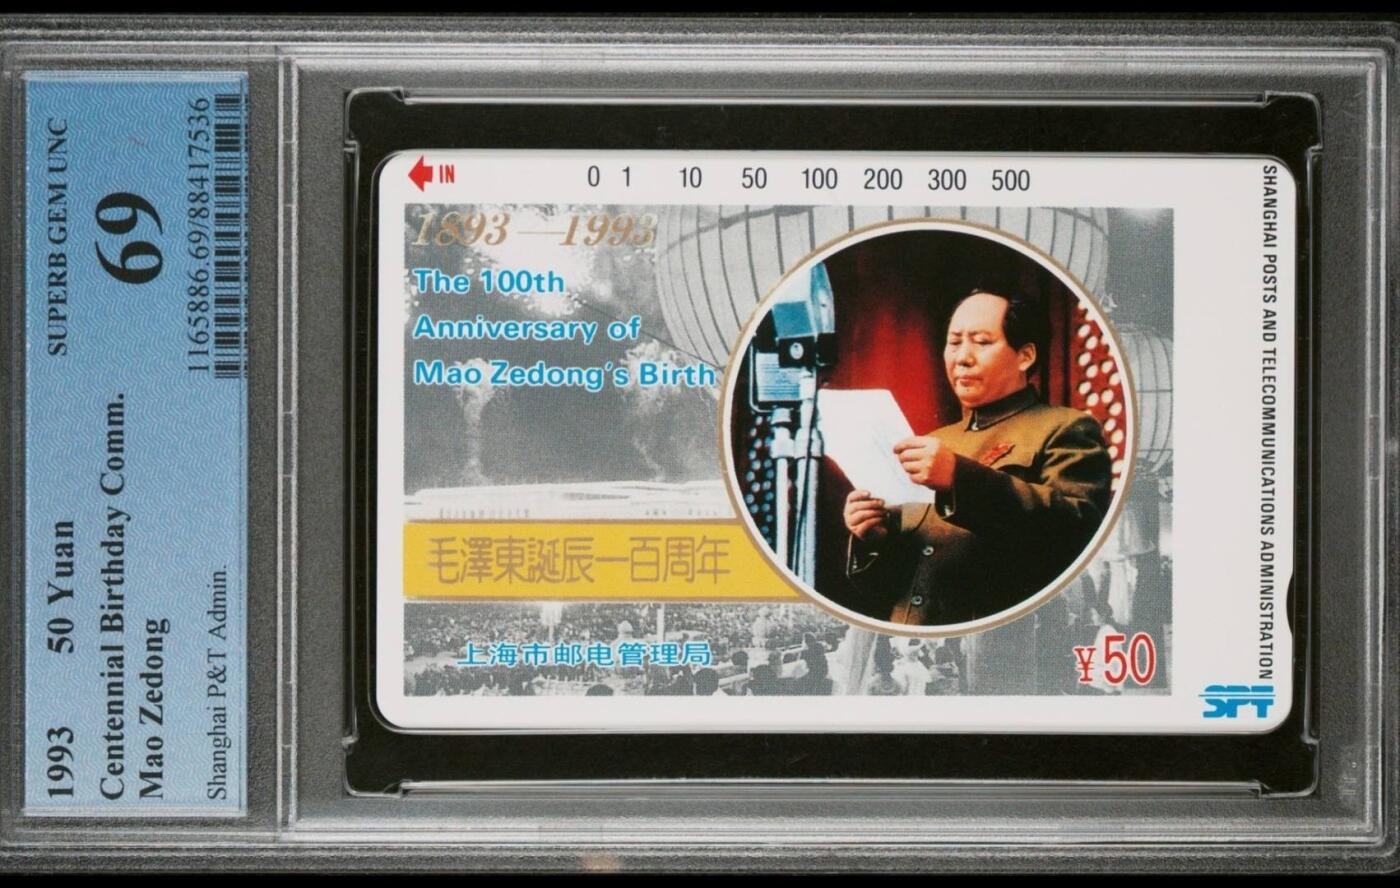 1993 50 Yuan SUPERB GEM UNC
Centennial Birthday Comm. 69
Mao Zedong
1165886.69/88417536
Shanghai P&T Admin.
IN
0 1 10 50 100 200 300 500
1893—1993
The 100th
Anniversary of
Mao Zedong's Birth
毛澤東誕辰一百周年
上海市邮电管理局
¥50
SHANGHAI POSTS AND TELECOMMUNICATIONS ADMINISTRATION
SPT